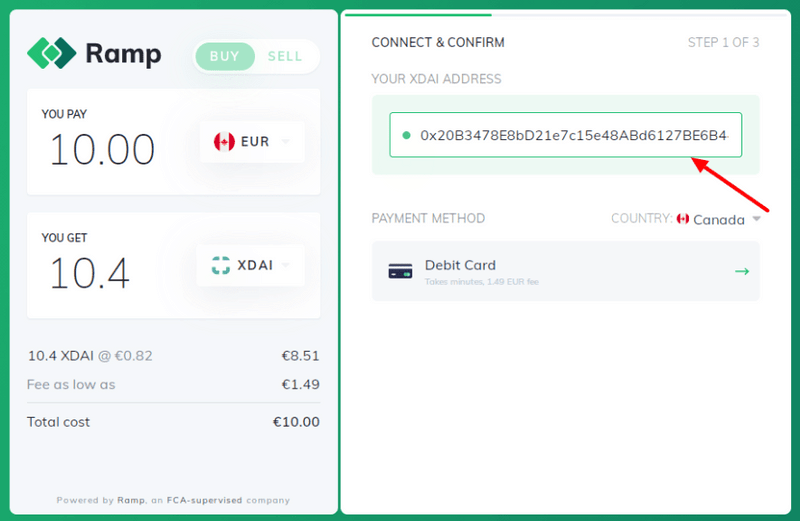 Ramp
BUY SELL
YOU PAY
10.00 EUR
YOU GET
10.4 XDAI
10.4 XDAI @ €0.82 €8.51
Fee as low as €1.49
Total cost €10.00
Powered by Ramp, an FCA-supervised company
CONNECT & CONFIRM STEP 1 OF 3
YOUR XDAI ADDRESS
0x20B3478E8bD21e7c15e48ABd6127BE6B4
PAYMENT METHOD COUNTRY: Canada
Debit Card
Takes minutes, 1.49 EUR fee